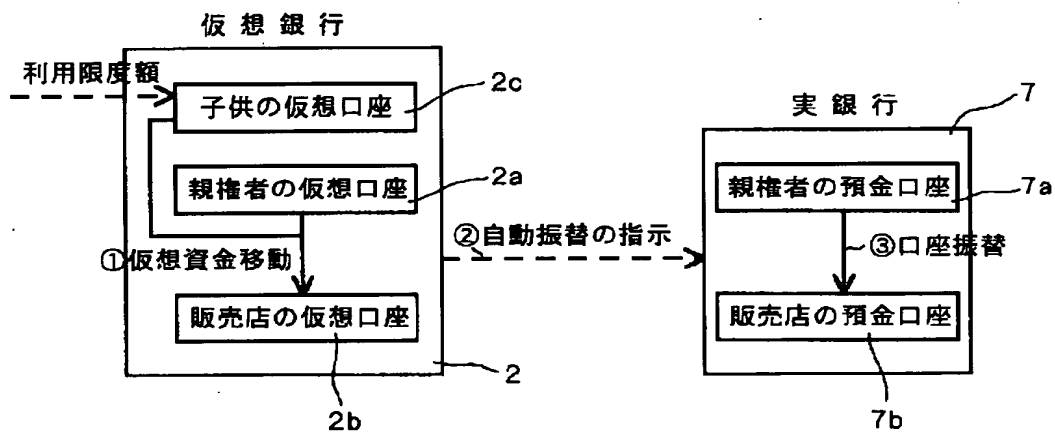 仮想銀行
利用限度額
子供の仮想口座
2c
親権者の仮想口座
2a
①仮想資金移動
販売店の仮想口座
2
2b
②自動振替の指示
実銀行
7
親権者の預金口座
7a
③口座振替
販売店の預金口座
7b